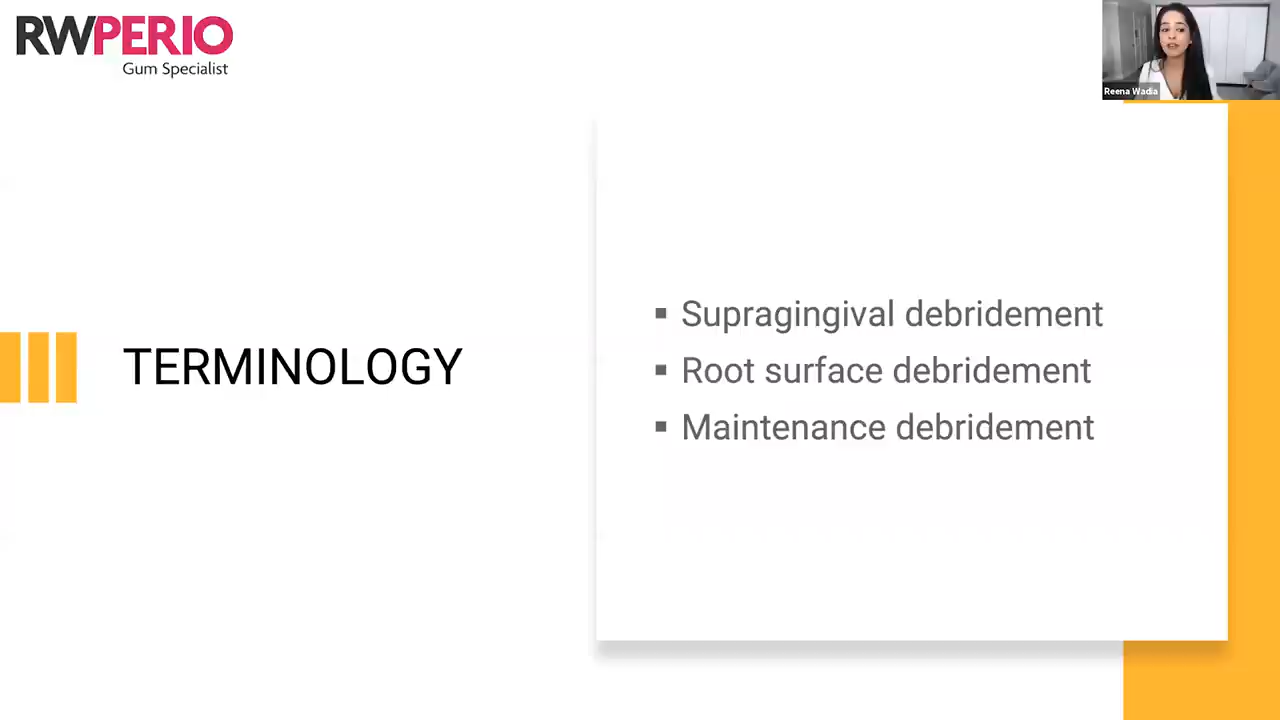 RWPERIO
Gum Specialist
Reena Wadia
TERMINOLOGY
▪ Supragingival debridement
▪ Root surface debridement
▪ Maintenance debridement